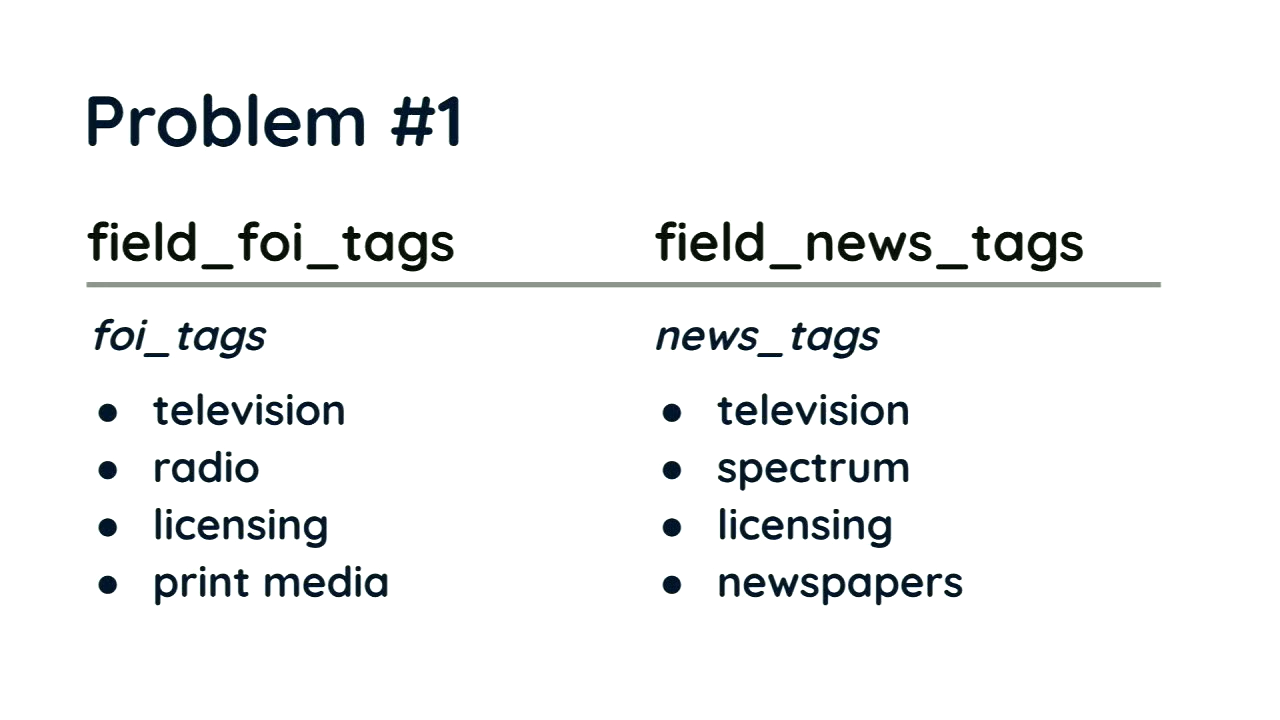 Problem #1
field_foi_tags
field_news_tags
foi_tags
● television
● radio
● licensing
● print media
news_tags
● television
● spectrum
● licensing
● newspapers